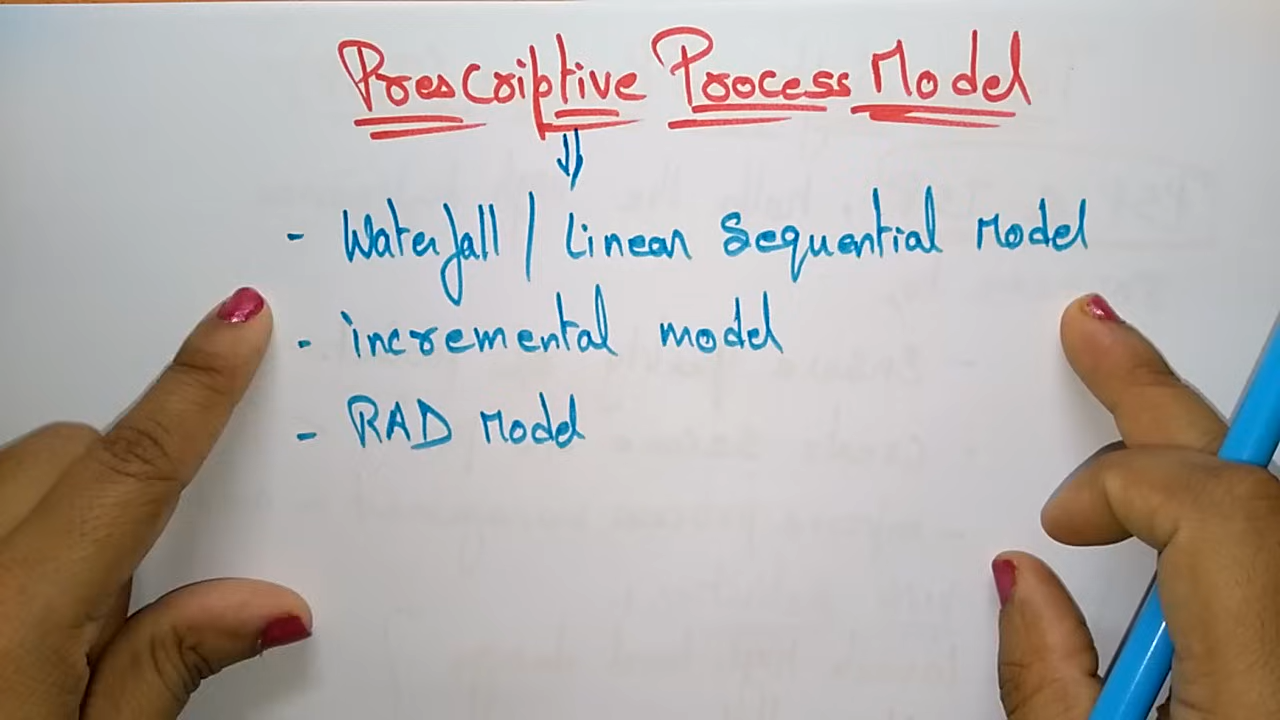 Prescriptive Process Model
- Waterfall / Linear Sequential Model
- incremental model
- RAD Model